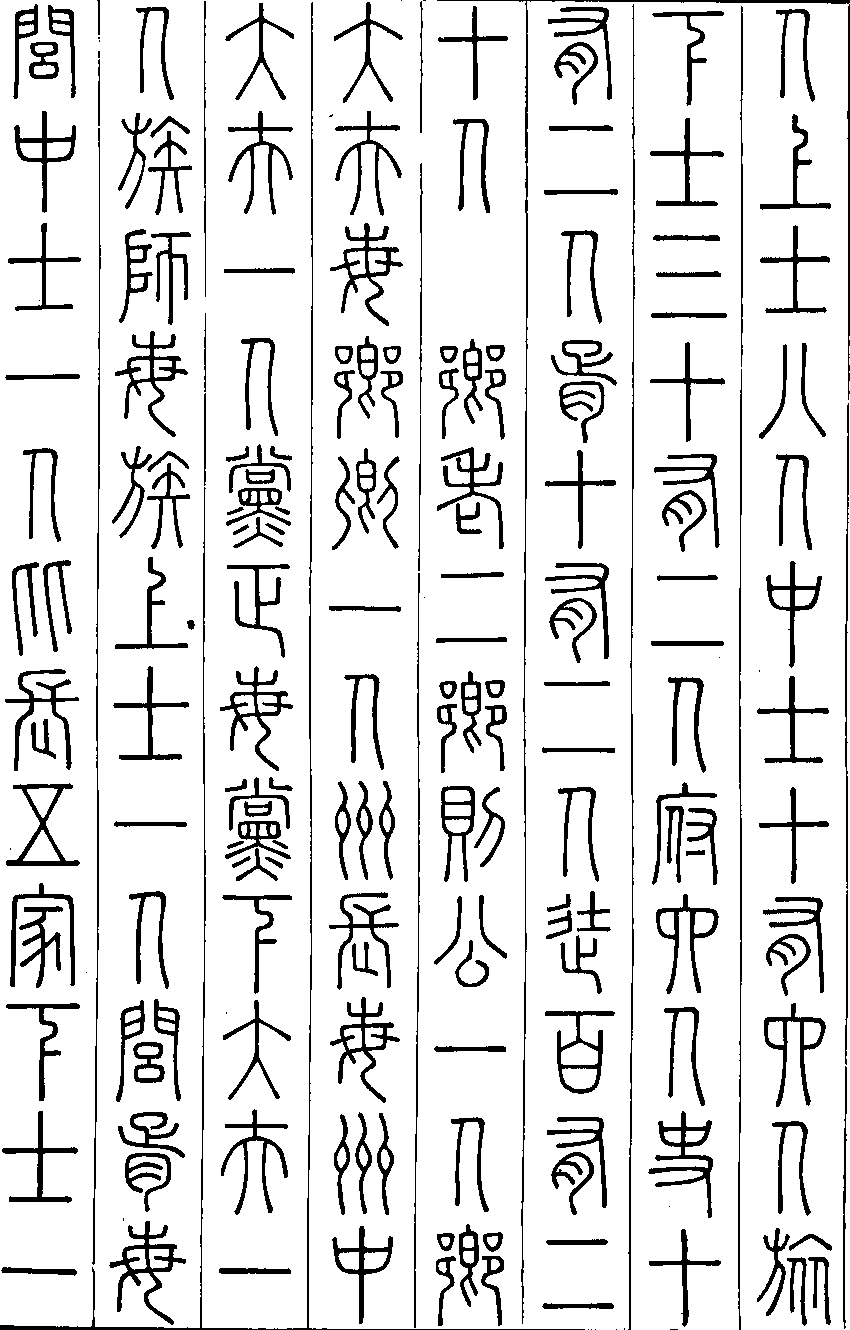 人上士八人中士十有六人旅
下士三十有二人府六人史十
有二人胥十有二人徒百有二
十人　鄉老二鄉則公一人鄉
大夫每鄉卿一人州長每州中
大夫一人黨正每黨下大夫一
人族師每族上士一人閭胥每
閭中士一人比長五家下士一